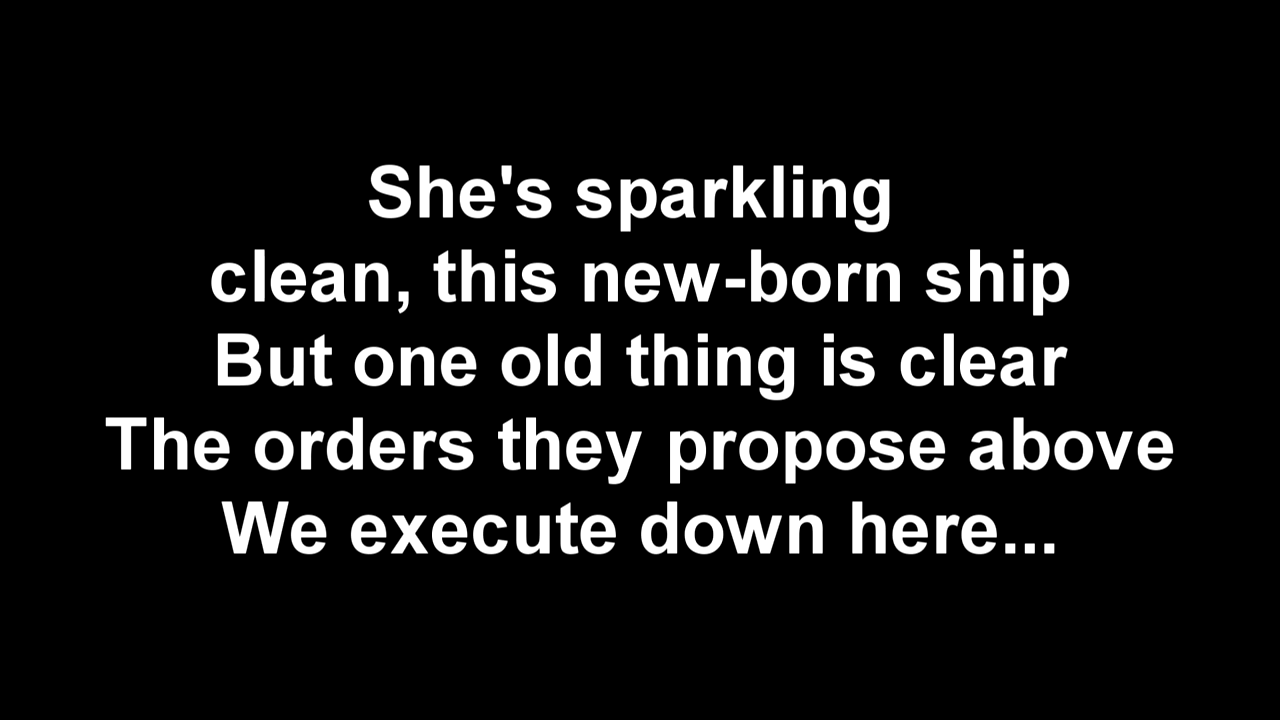 She's sparkling
clean, this new-born ship
But one old thing is clear
The orders they propose above
We execute down here...